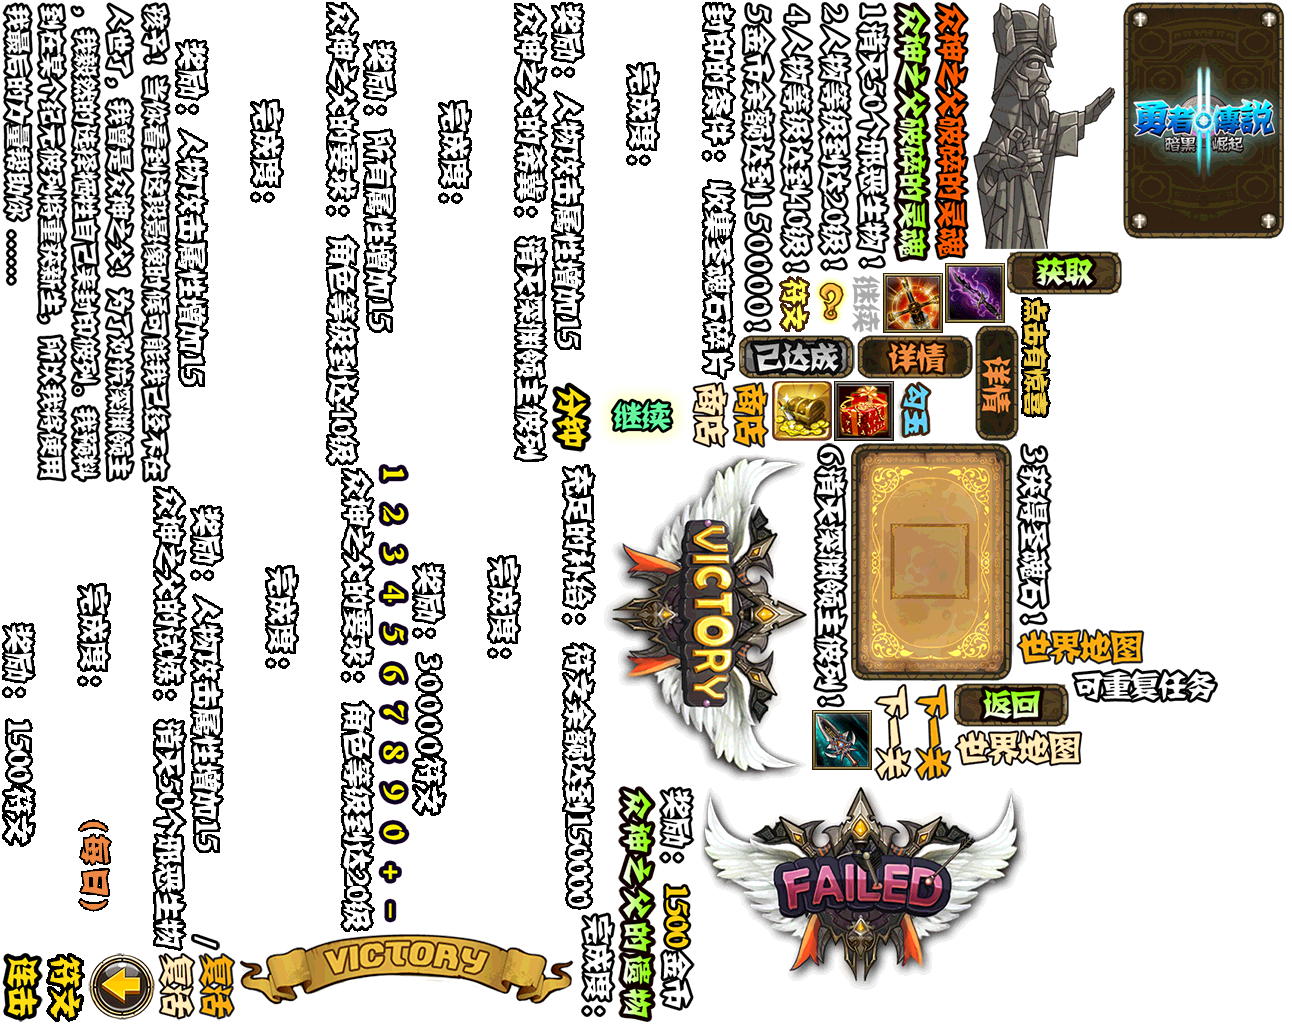 孩子！当你看到这段影像时候可能我已经不在
人世了，我曾是众神之父！为了对抗深渊领主
，我毅然的选择牺牲自己来封印彼列。我预料
到在某个纪元彼列将重获新生，所以我将使用
我最后的力量帮助你 ……
奖励： 人物攻击属性增加15
完成度：
众神之父的要求： 角色等级到达40级
奖励： 所有属性增加15
完成度：
众神之父的希冀： 消灭深渊领主彼列
奖励： 人物攻击属性增加15
完成度：
封印的条件： 收集圣魂石碎片
5金币余额达到150000！
4人物等级达到40级！
2人物等级到达20级！
1消灭50个邪恶生物！
众神之父破碎的灵魂
众神之父破碎的灵魂
勇者傳説
暗黑 崛起
获取
点击有惊喜
继续
符文
已达成
详情
详情
分钟
继续
商店
商店
勾玉
6消灭深渊领主彼列！
3获得圣魂石！
世界地图
可重复任务
返回
世界地图
下一关
下一关
VICTORY
FAILED
充足的补给： 符文余额达到150000
完成度：
奖励： 30000符文
1 2 3 4 5 6 7 8 9 0 + -
众神之父的要求： 角色等级到达20级
完成度：
奖励： 人物攻击属性增加15
众神之父的试炼： 消灭50个邪恶生物
完成度：
（每日）
奖励： 1500符文
奖励： 1500金币
众神之父的魔物
完成度：
VICTORY
/
复活
复活
符文
连击